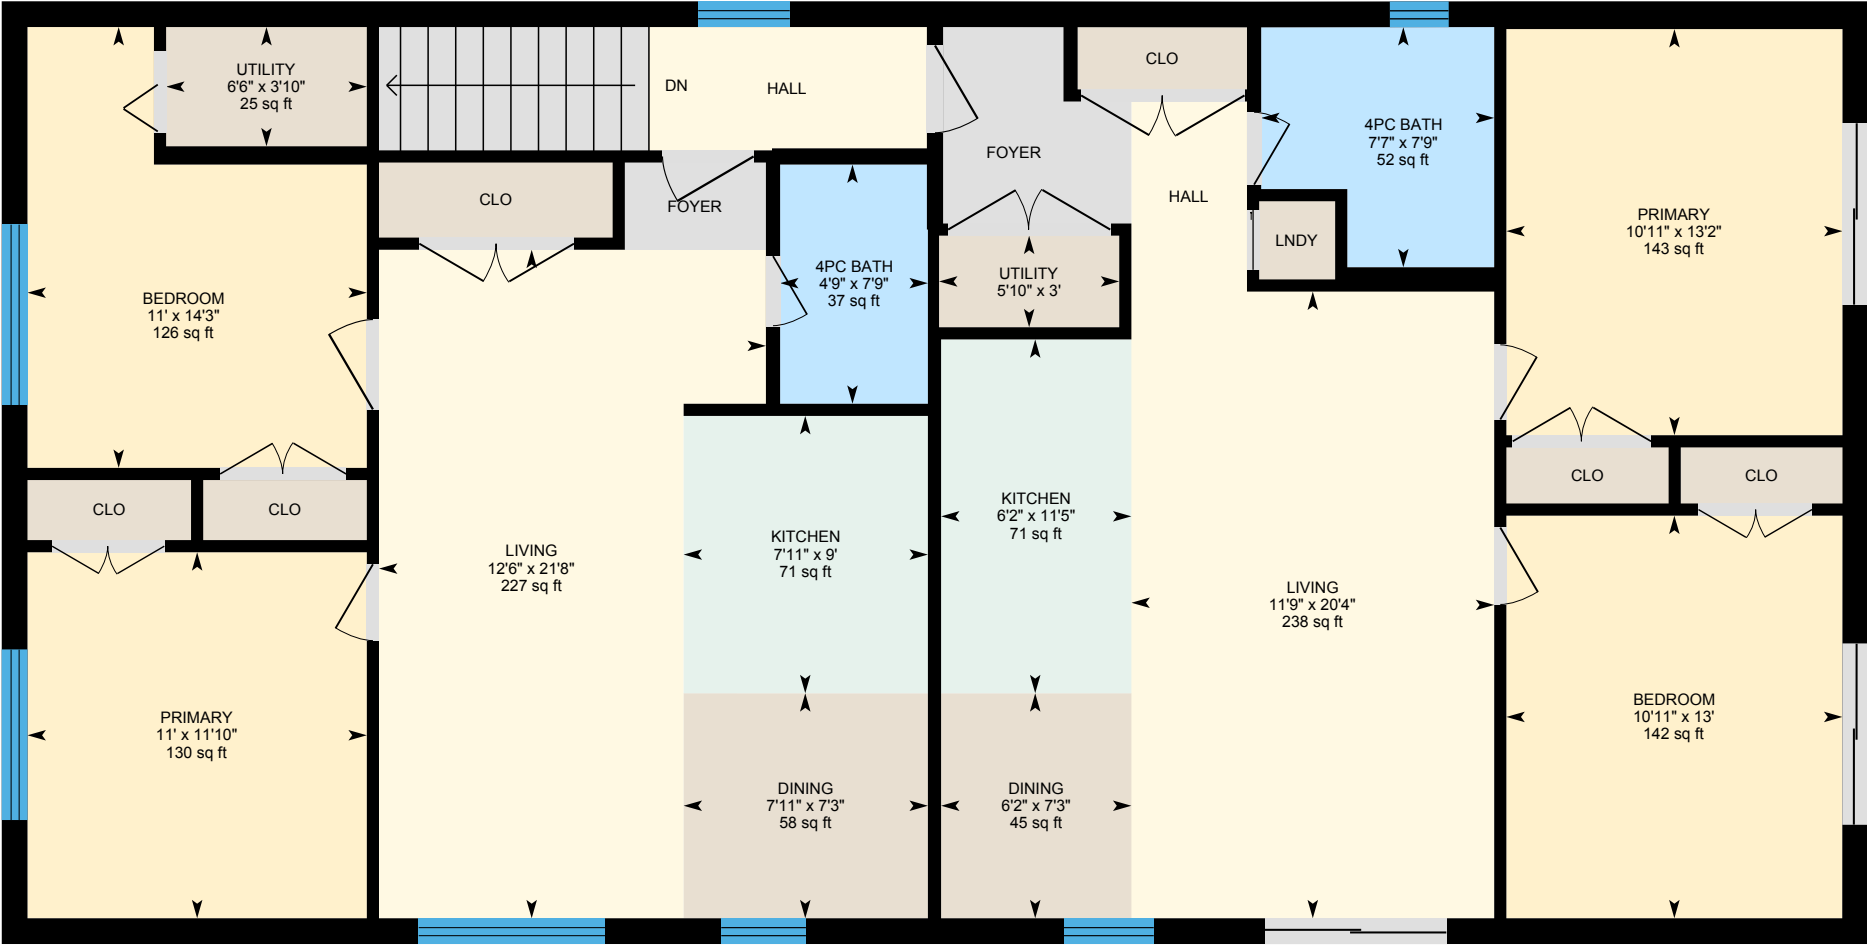 UTILITY
6'6" x 3'10"
25 sq ft
DN
HALL
CLO
FOYER
4PC BATH
7'7" x 7'9"
52 sq ft
CLO
FOYER
HALL
LNDY
PRIMARY
10'11" x 13'2"
143 sq ft
4PC BATH
4'9" x 7'9"
37 sq ft
UTILITY
5'10" x 3'
BEDROOM
11' x 14'3"
126 sq ft
CLO
CLO
CLO
CLO
KITCHEN
6'2" x 11'5"
71 sq ft
LIVING
12'6" x 21'8"
227 sq ft
KITCHEN
7'11" x 9'
71 sq ft
LIVING
11'9" x 20'4"
238 sq ft
PRIMARY
11' x 11'10"
130 sq ft
BEDROOM
10'11" x 13'
142 sq ft
DINING
7'11" x 7'3"
58 sq ft
DINING
6'2" x 7'3"
45 sq ft